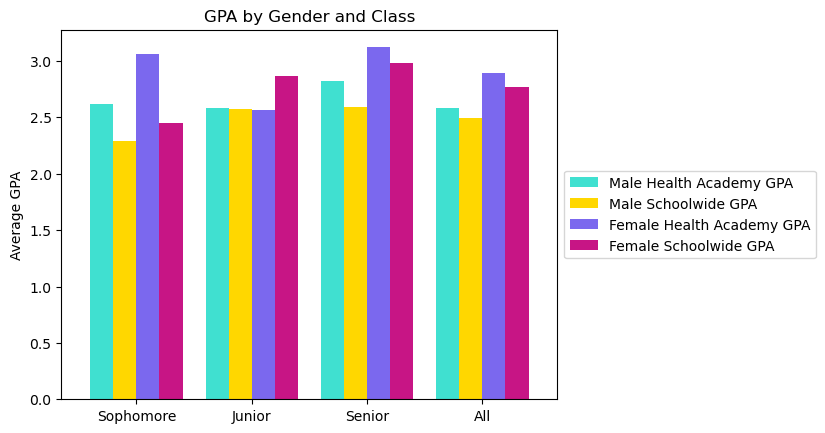 GPA by Gender and Class
Average GPA
3.0
2.5
2.0
1.5
1.0
0.5
0.0
Sophomore
Junior
Senior
All
Male Health Academy GPA
Male Schoolwide GPA
Female Health Academy GPA
Female Schoolwide GPA